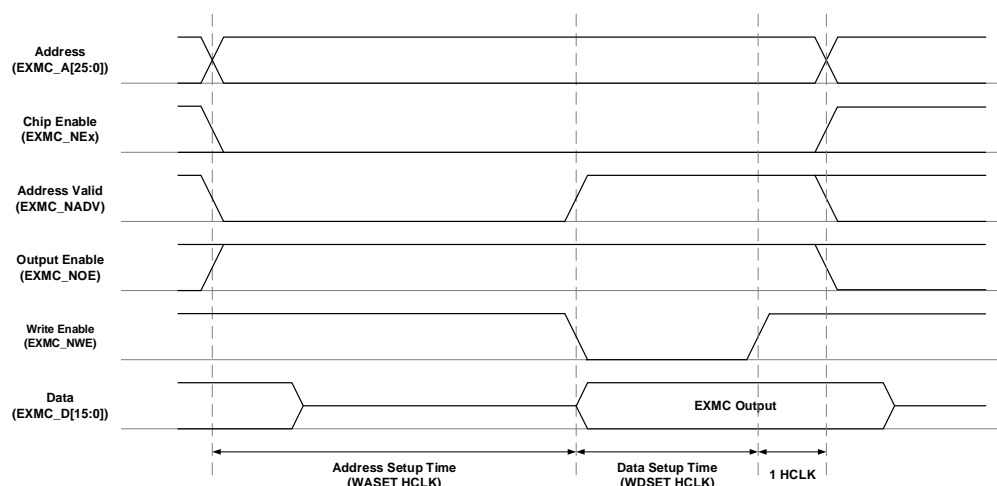 Address
(EXMC_A[25:0])
Chip Enable
(EXMC_NEx)
Address Valid
(EXMC_NADV)
Output Enable
(EXMC_NOE)
Write Enable
(EXMC_NWE)
Data
(EXMC_D[15:0])
EXMC Output
Address Setup Time
(WASET HCLK)
Data Setup Time
(WDSET HCLK)
1 HCLK